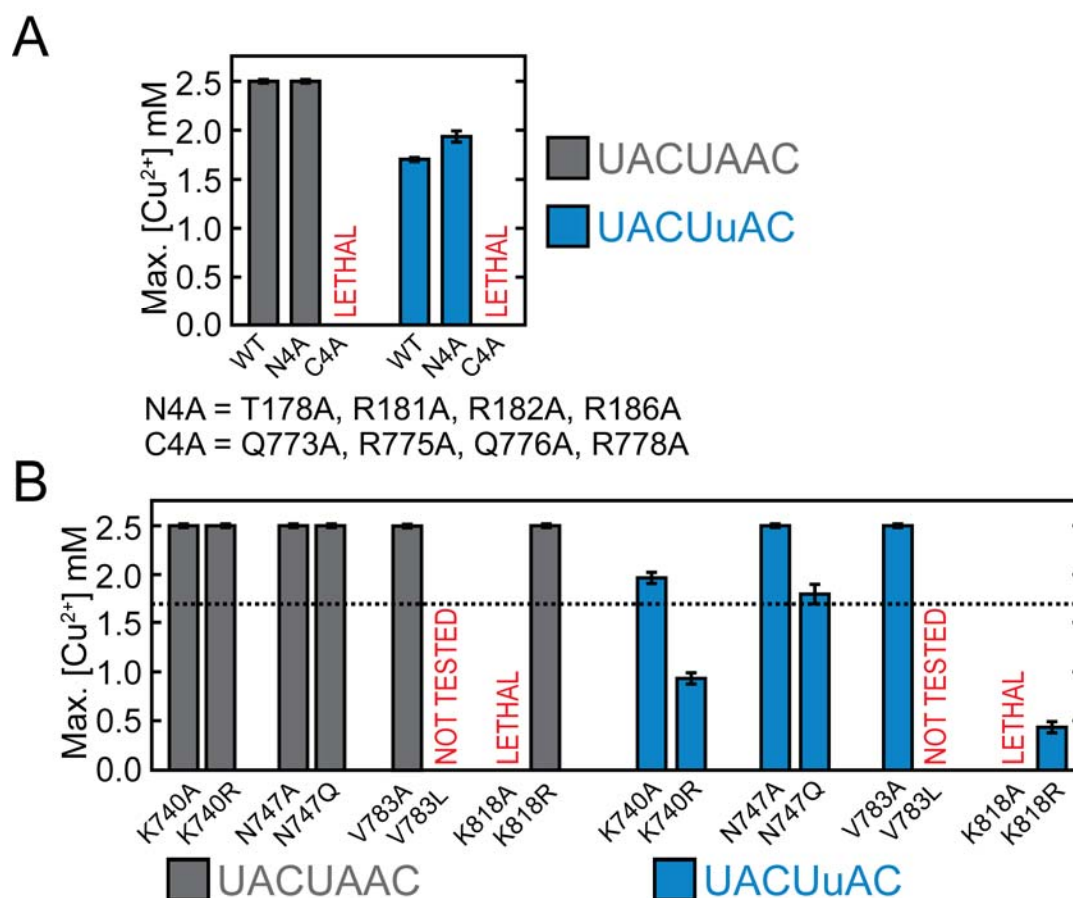 A
Max. [Cu²⁺] mM
2.5
2.0
1.5
1.0
0.5
0.0
LETHAL
LETHAL
WT
N4A
C4A
WT
N4A
C4A
UACUAAC
UACUuAC
N4A = T178A, R181A, R182A, R186A
C4A = Q773A, R775A, Q776A, R778A
B
Max. [Cu²⁺] mM
2.5
2.0
1.5
1.0
0.5
0.0
NOT TESTED
LETHAL
NOT TESTED
LETHAL
K740A
K740R
N747A
N747Q
V783A
V783L
K818A
K818R
K740A
K740R
N747A
N747Q
V783A
V783L
K818A
K818R
UACUAAC
UACUuAC